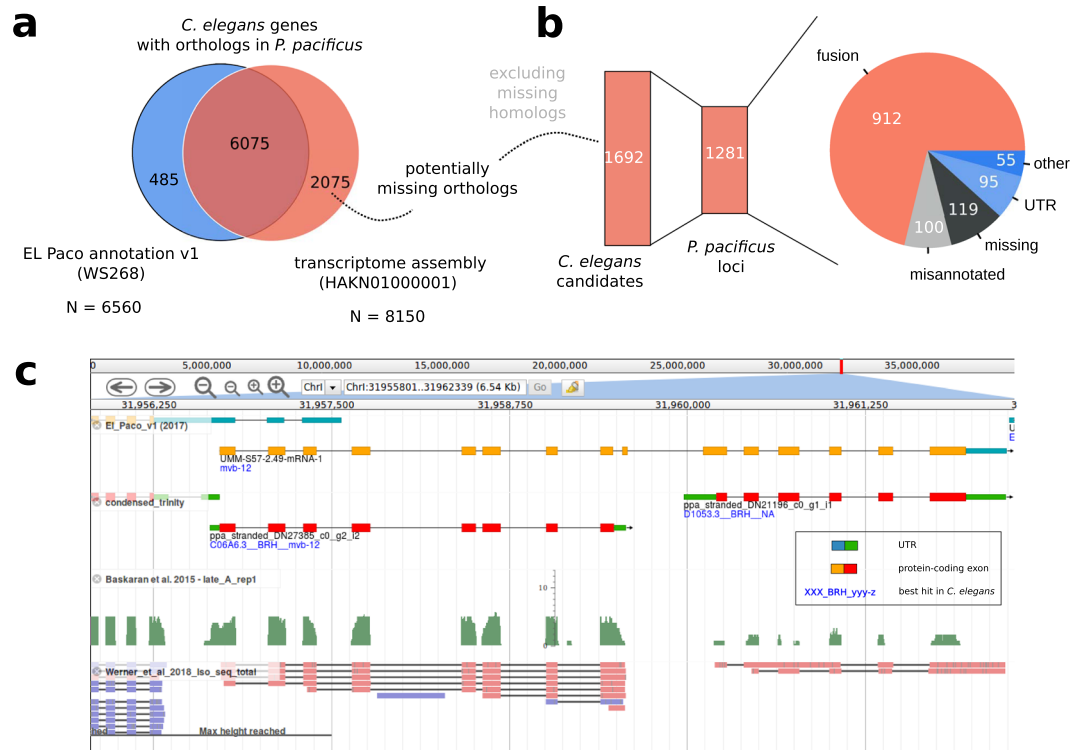 a
C. elegans genes
with orthologs in P. pacificus
485
6075
2075
EL Paco annotation v1
(WS268)
N = 6560
transcriptome assembly
(HAKN01000001)
N = 8150
potentially
missing orthologs
b
excluding
missing
homologs
1692
1281
C. elegans
candidates
P. pacificus
loci
fusion
912
55
other
95
UTR
119
missing
100
misannotated
c
0 5,000,000 10,000,000 15,000,000 20,000,000 25,000,000 30,000,000 35,000,000
ChrI ChrI:31955801..31962339 (6.54 Kb) Go
31,956,250 31,957,500 31,958,750 31,960,000 31,961,250 3
El_Paco_v1 (2017)
U
E
UMM-S57-2.49-mRNA-1
mvb-12
condensed_trinity
ppa_stranded_DN21196_c0_g1_i1
D1053.3__BRH__NA
ppa_stranded_DN27385_c0_g2_i2
C06A6.3__BRH__mvb-12
UTR
protein-coding exon
XXX_BRH_yyy-z best hit in C. elegans
Baskaran et al. 2015 - late_A_rep1
10
0
Werner_et_al_2018_Iso_seq_total
hed Max height reached